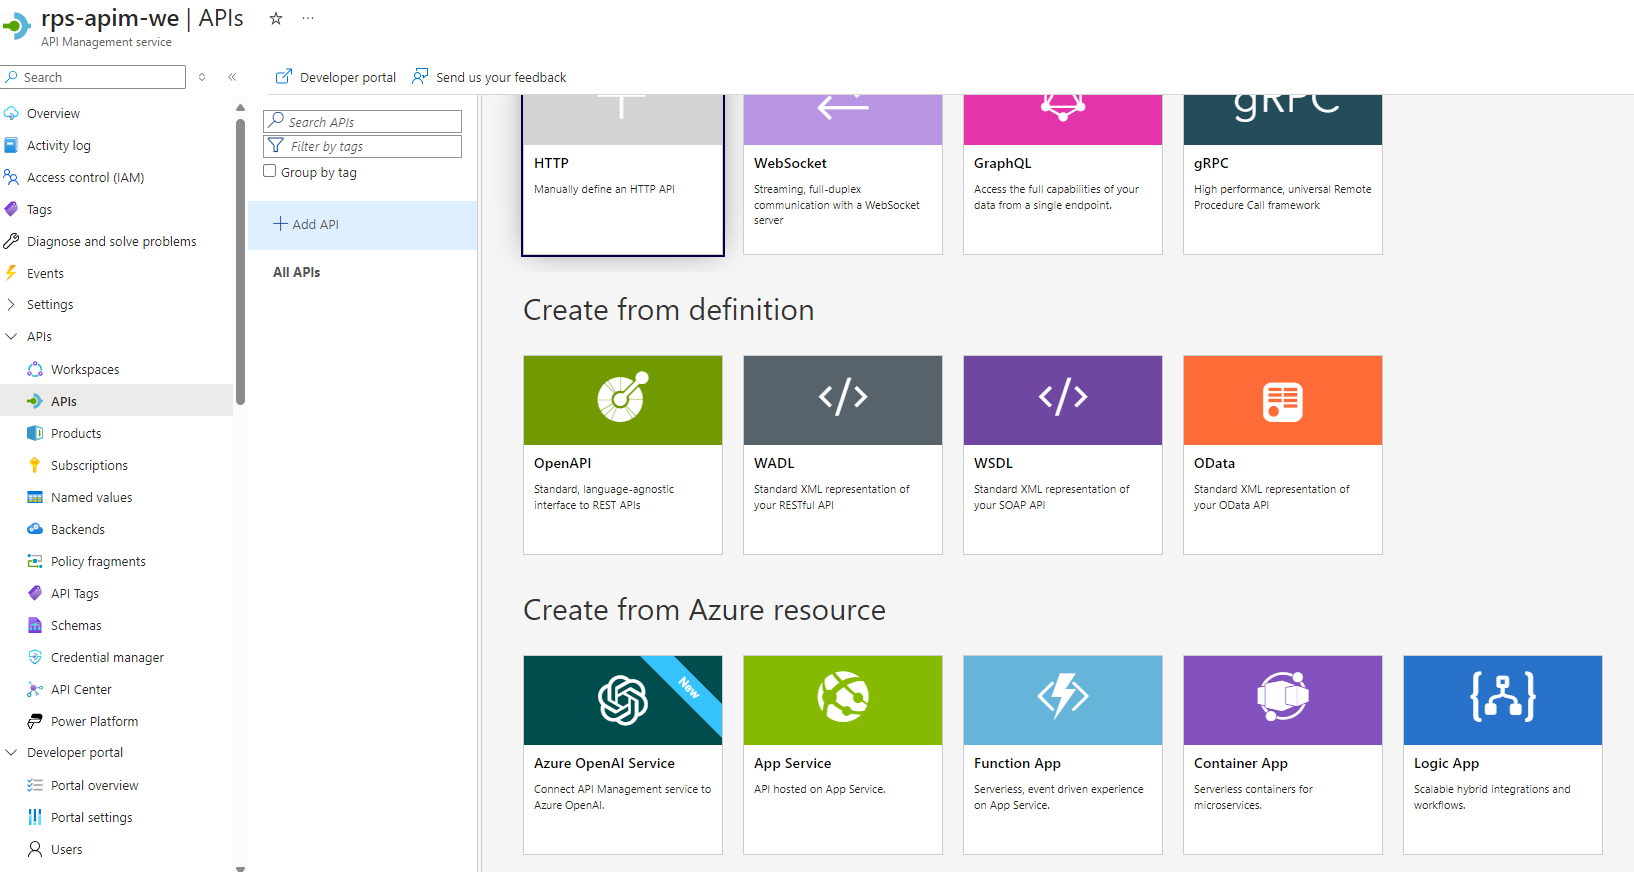 rps-apim-we | APIs
API Management service
Search
Developer portal
Send us your feedback
Overview
Activity log
Access control (IAM)
Tags
Diagnose and solve problems
Events
Settings
APIs
Workspaces
APIs
Products
Subscriptions
Named values
Backends
Policy fragments
API Tags
Schemas
Credential manager
API Center
Power Platform
Developer portal
Portal overview
Portal settings
Users
Search APIs
Filter by tags
Group by tag
Add API
All APIs
HTTP
Manually define an HTTP API
WebSocket
Streaming, full-duplex
communication with a WebSocket
server
GraphQL
Access the full capabilities of your
data from a single endpoint.
gRPC
gRPC
High performance, universal Remote
Procedure Call framework
Create from definition
OpenAPI
Standard, language-agnostic
interface to REST APIs
WADL
Standard XML representation of
your RESTful API
WSDL
Standard XML representation of
your SOAP API
OData
Standard XML representation of
your OData API
Create from Azure resource
New
Azure OpenAI Service
Connect API Management service to
Azure OpenAI.
App Service
API hosted on App Service.
Function App
Serverless, event driven experience
on App Service.
Container App
Serverless containers for
microservices.
Logic App
Scalable hybrid integrations and
workflows.